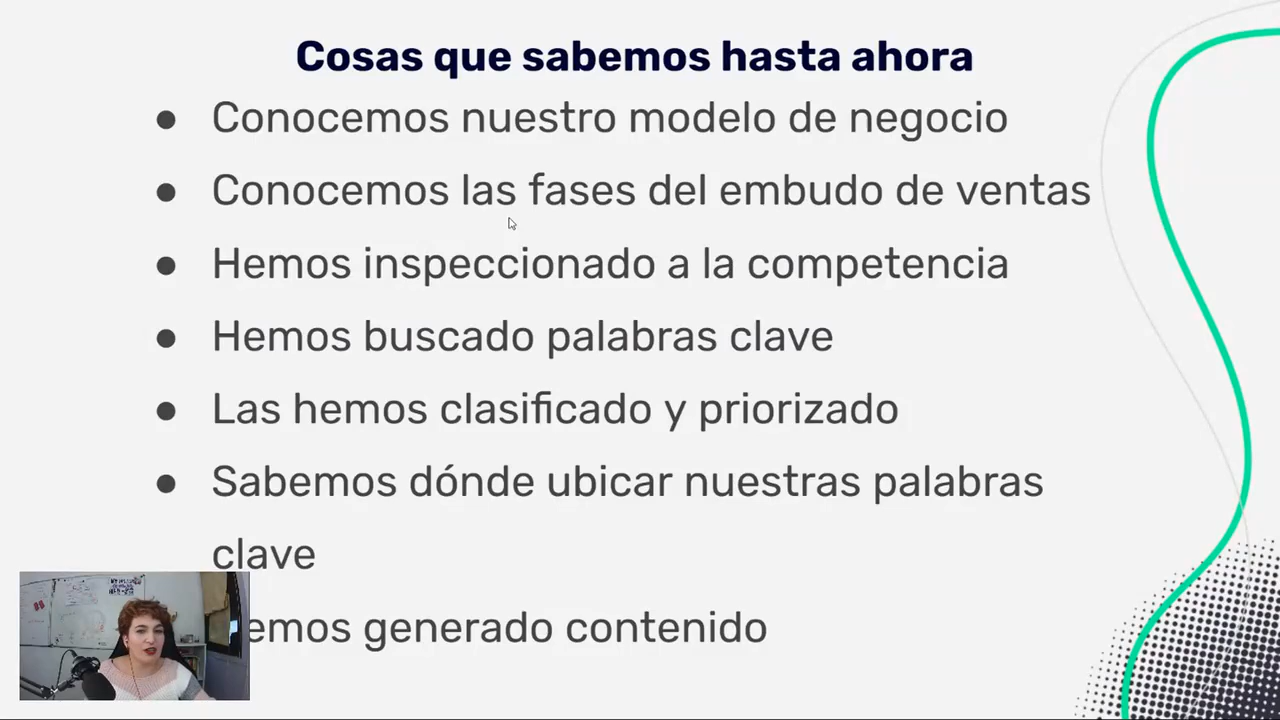 Cosas que sabemos hasta ahora
● Conocemos nuestro modelo de negocio
● Conocemos las fases del embudo de ventas
● Hemos inspeccionado a la competencia
● Hemos buscado palabras clave
● Las hemos clasificado y priorizado
● Sabemos dónde ubicar nuestras palabras
clave
emos generado contenido